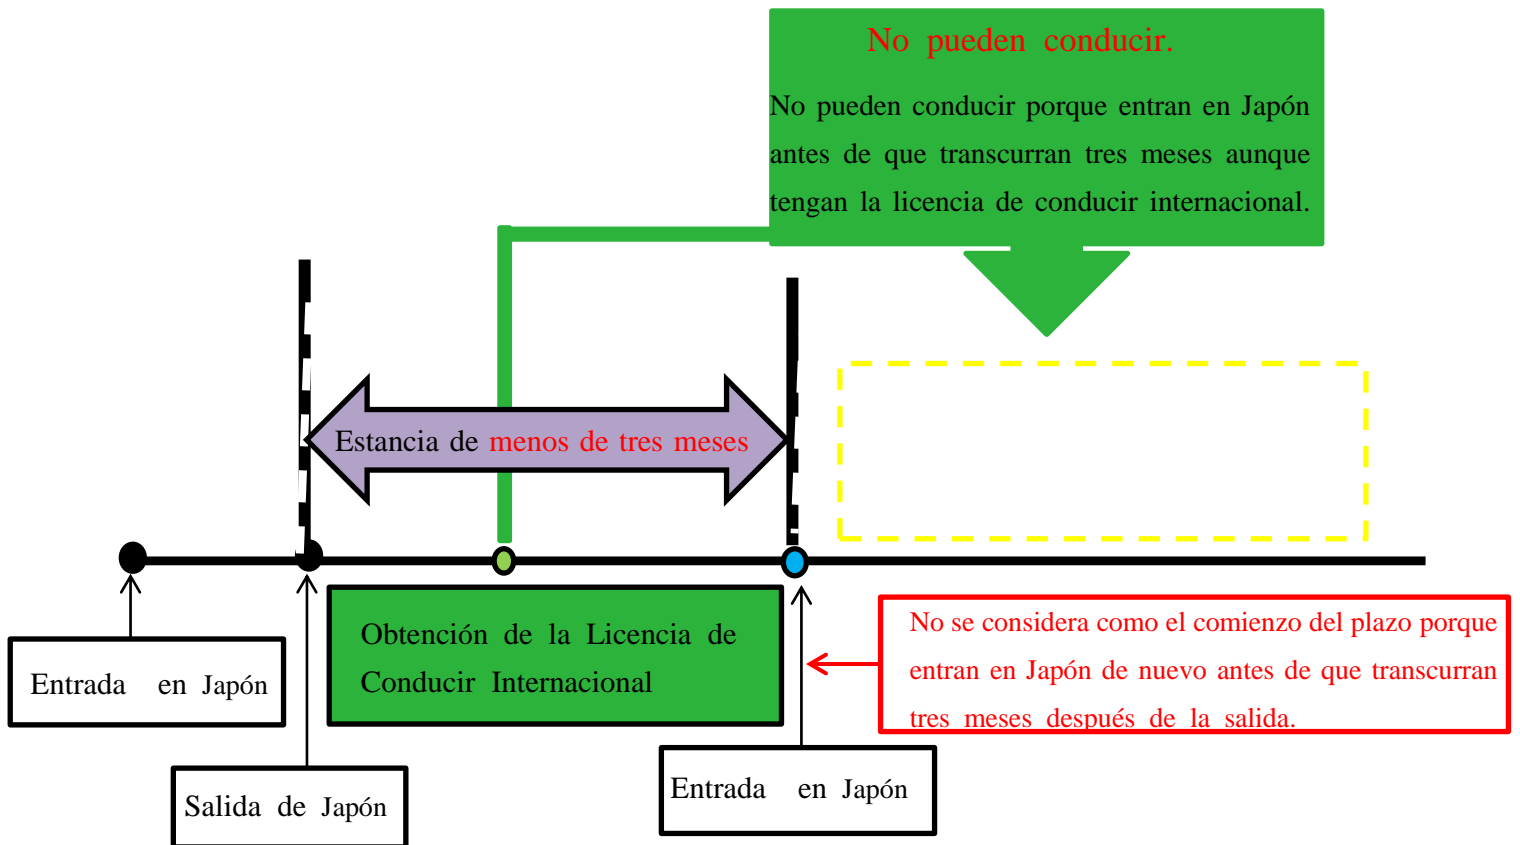 No pueden conducir.
No pueden conducir porque entran en Japón
antes de que transcurran tres meses aunque
tengan la licencia de conducir internacional.
Estancia de menos de tres meses
Obtención de la Licencia de
Conducir Internacional
No se considera como el comienzo del plazo porque
entran en Japón de nuevo antes de que transcurran
tres meses después de la salida.
Entrada en Japón
Salida de Japón
Entrada en Japón